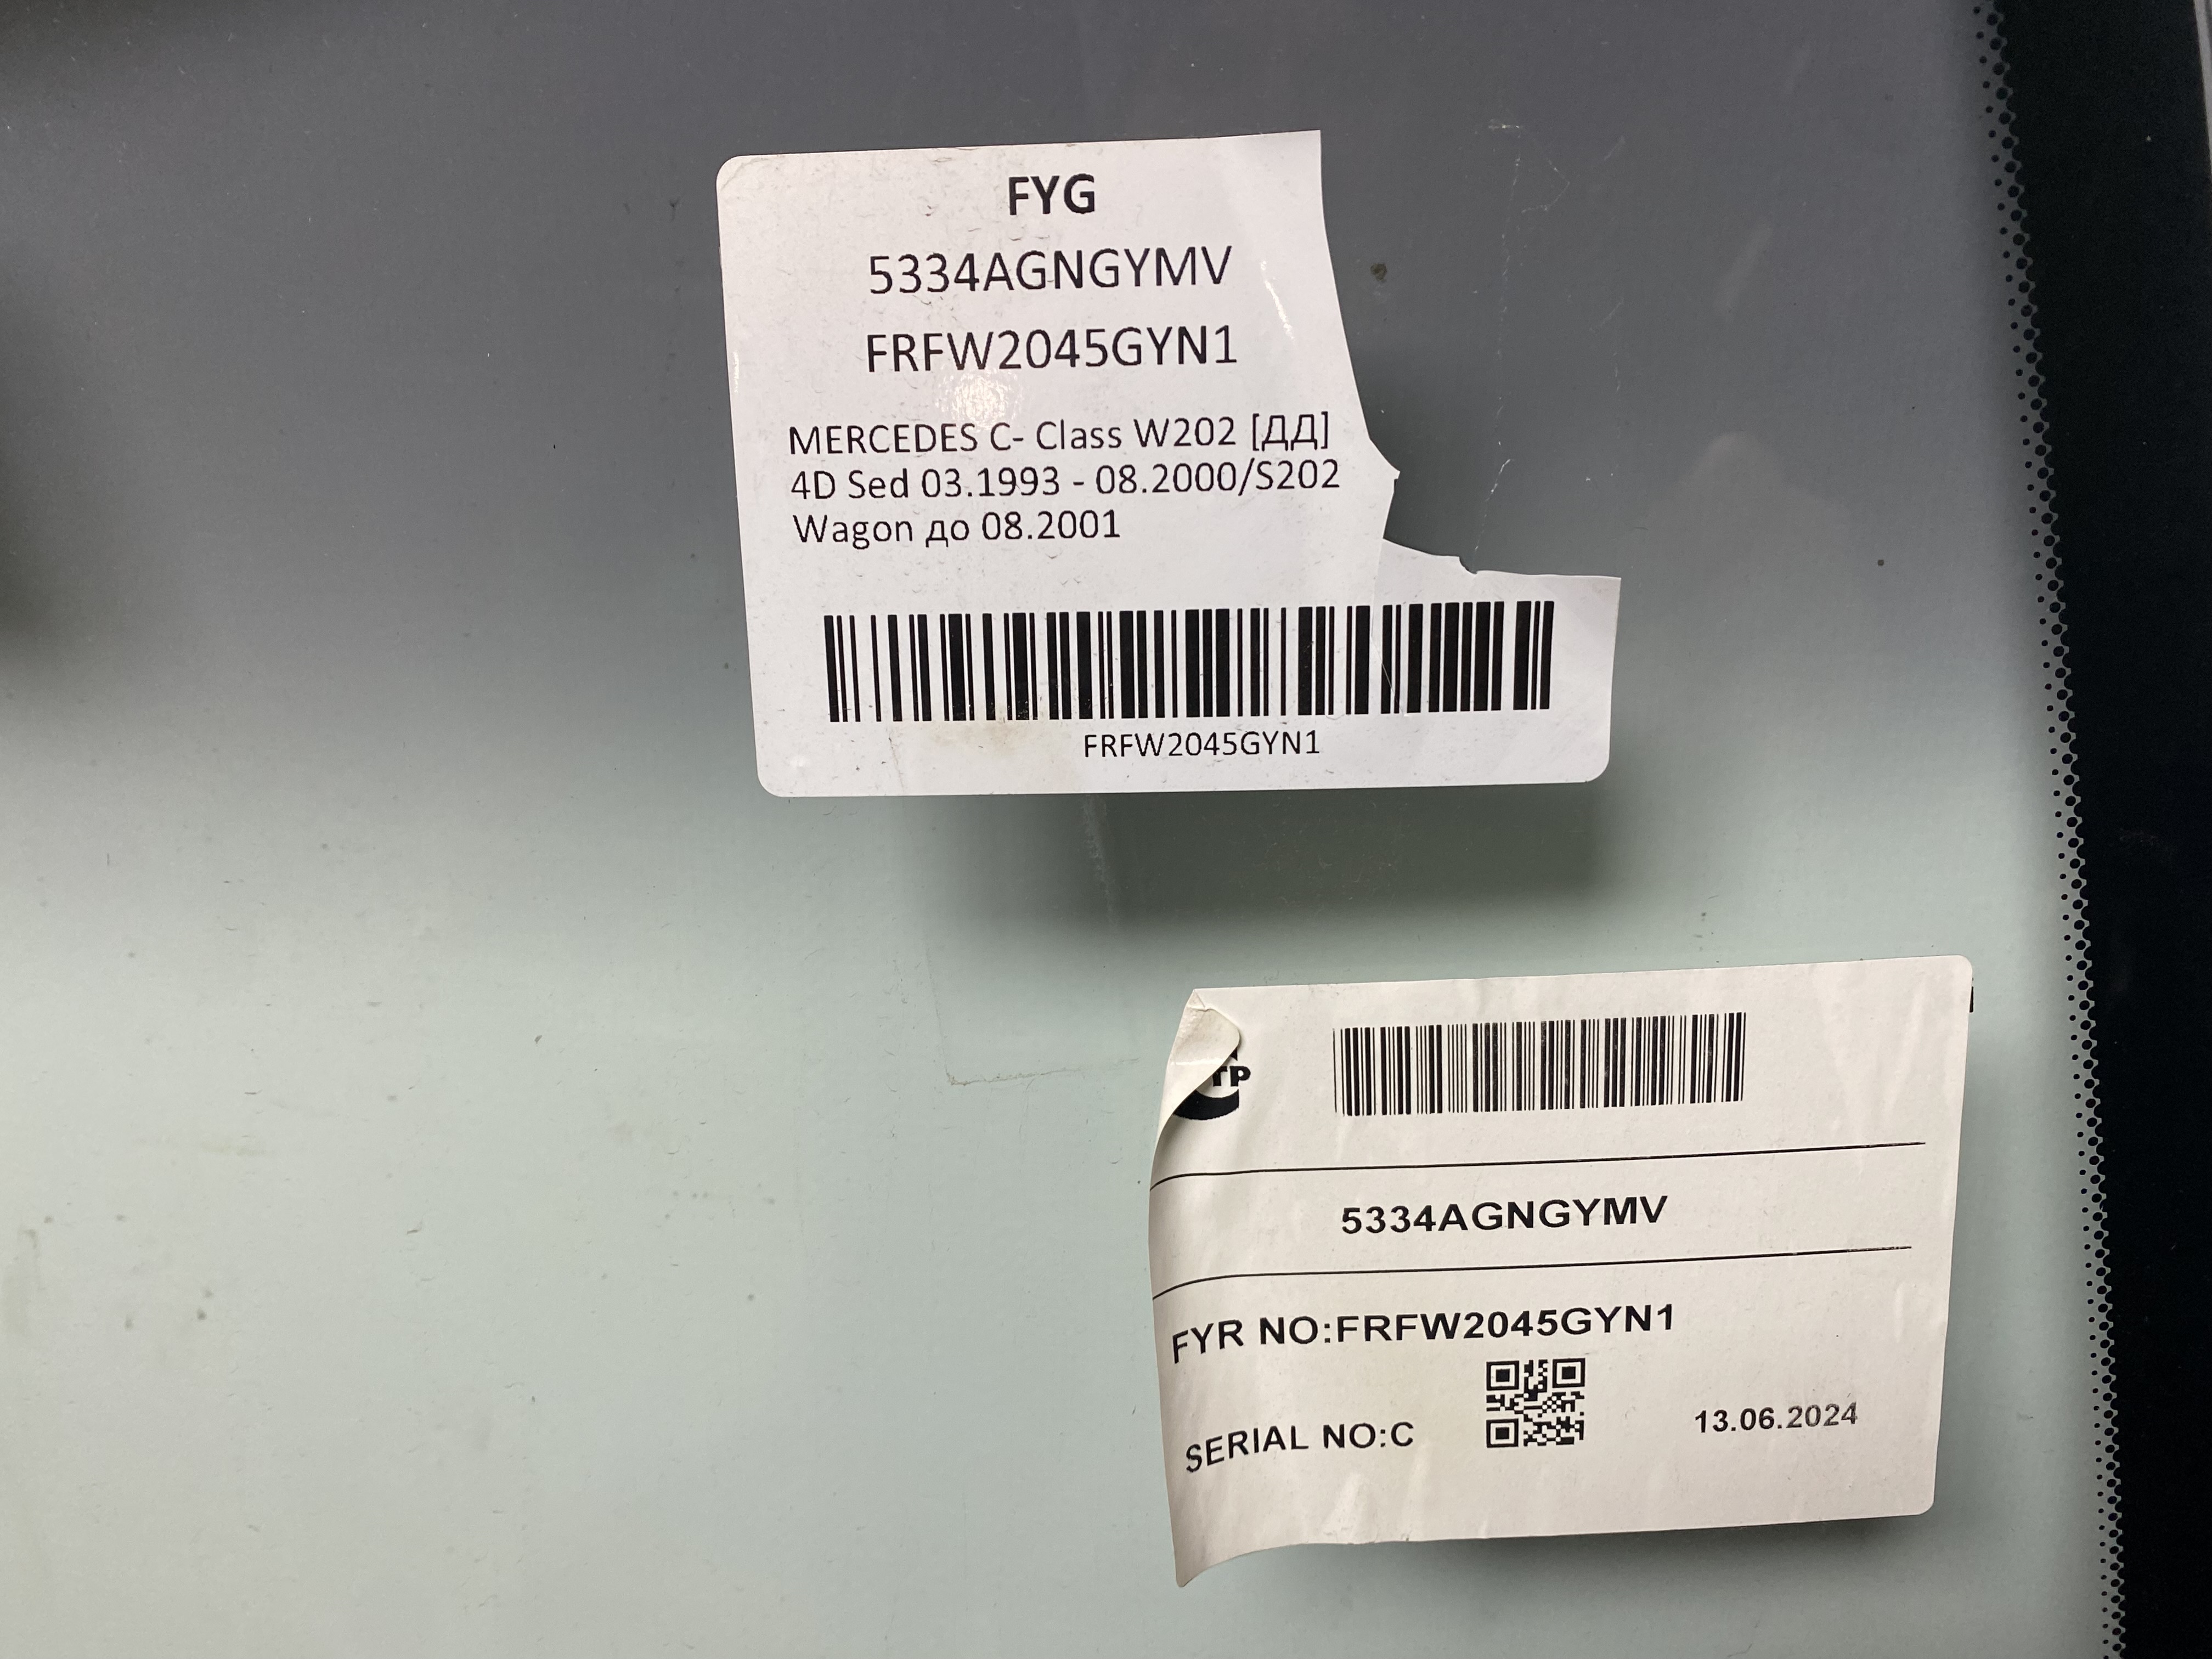 FYG
5334AGNGYMV
FRFW2045GYN1
MERCEDES C- Class W202 [ДД]
4D Sed 03.1993 - 08.2000/S202
Wagon до 08.2001
FRFW2045GYN1
5334AGNGYMV
FYR NO:FRFW2045GYN1
SERIAL NO:C
13.06.2024